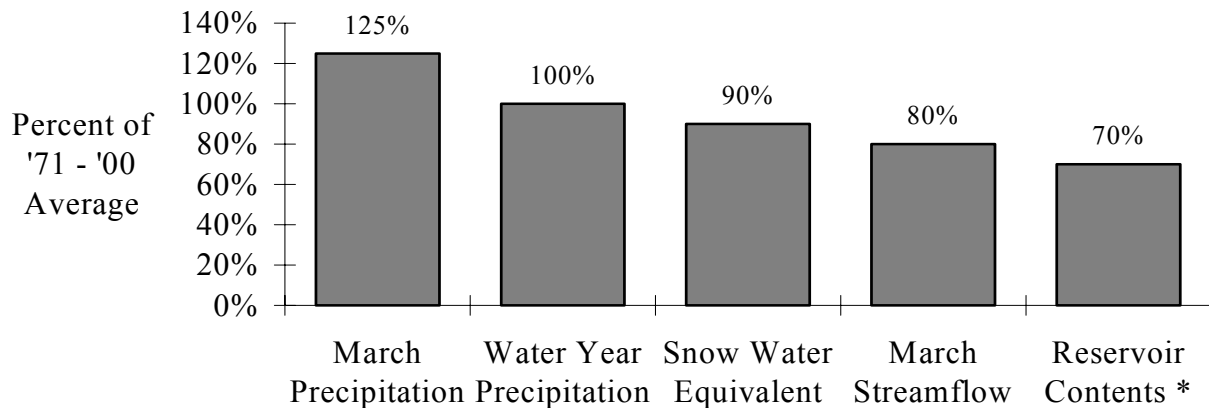 140%
120%
100%
80%
60%
40%
20%
0%
Percent of
'71 - '00
Average
125%
100%
90%
80%
70%
March
Precipitation
Water Year
Precipitation
Snow Water
Equivalent
March
Streamflow
Reservoir
Contents *